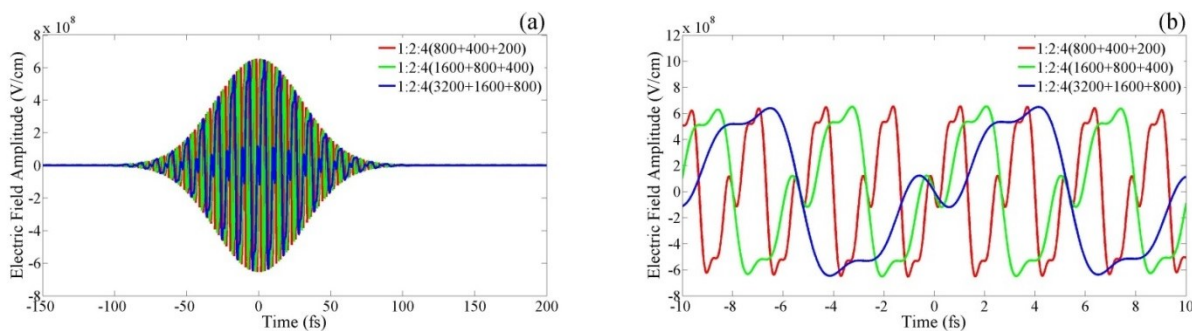 (a)
x 10⁸
8
6
4
2
0
-2
-4
-6
-8
Electric Field Amplitude (V/cm)
1:2:4(800+400+200)
1:2:4(1600+800+400)
1:2:4(3200+1600+800)
-150 -100 -50 0 50 100 150 200
Time (fs)
(b)
x 10⁸
12
10
8
6
4
2
0
-2
-4
-6
-8
Electric Field Amplitude (V/cm)
1:2:4(800+400+200)
1:2:4(1600+800+400)
1:2:4(3200+1600+800)
-10 -8 -6 -4 -2 0 2 4 6 8 10
Time (fs)